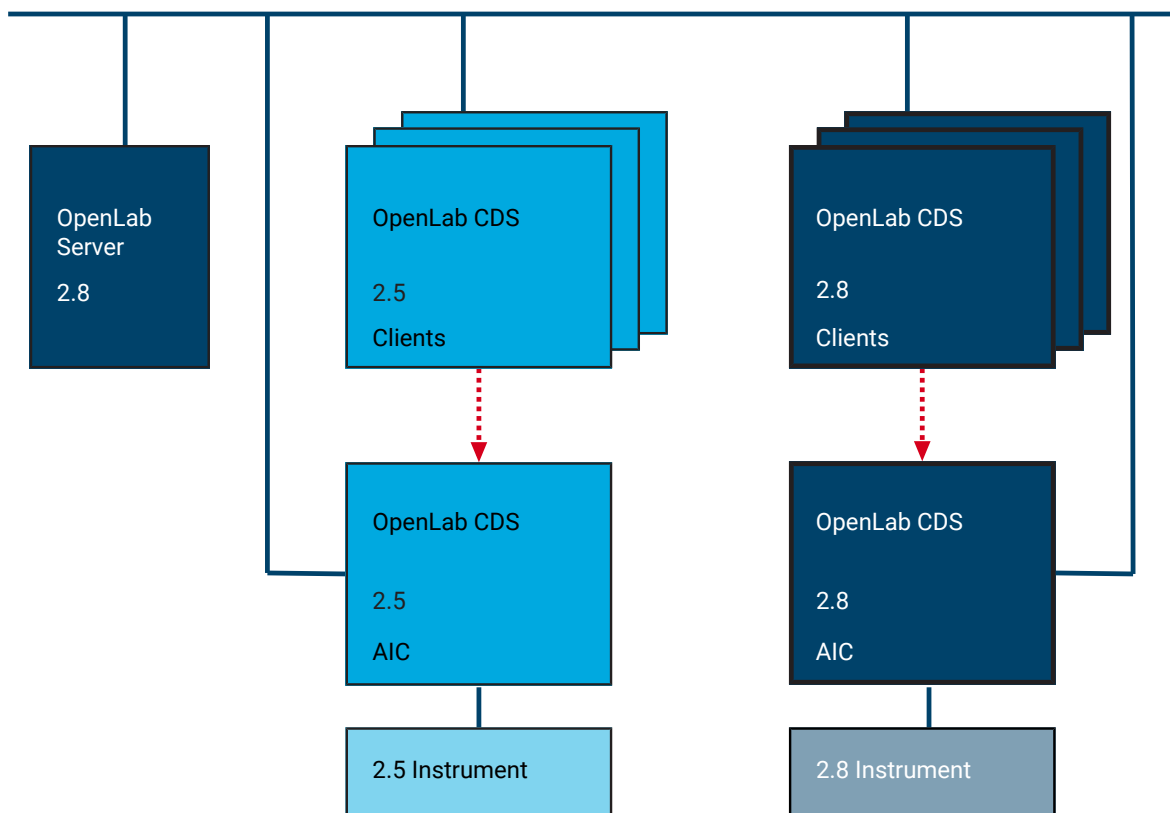 OpenLab
Server
2.8
OpenLab CDS
2.5
Clients
OpenLab CDS
2.8
Clients
OpenLab CDS
2.5
AIC
OpenLab CDS
2.8
AIC
2.5 Instrument
2.8 Instrument